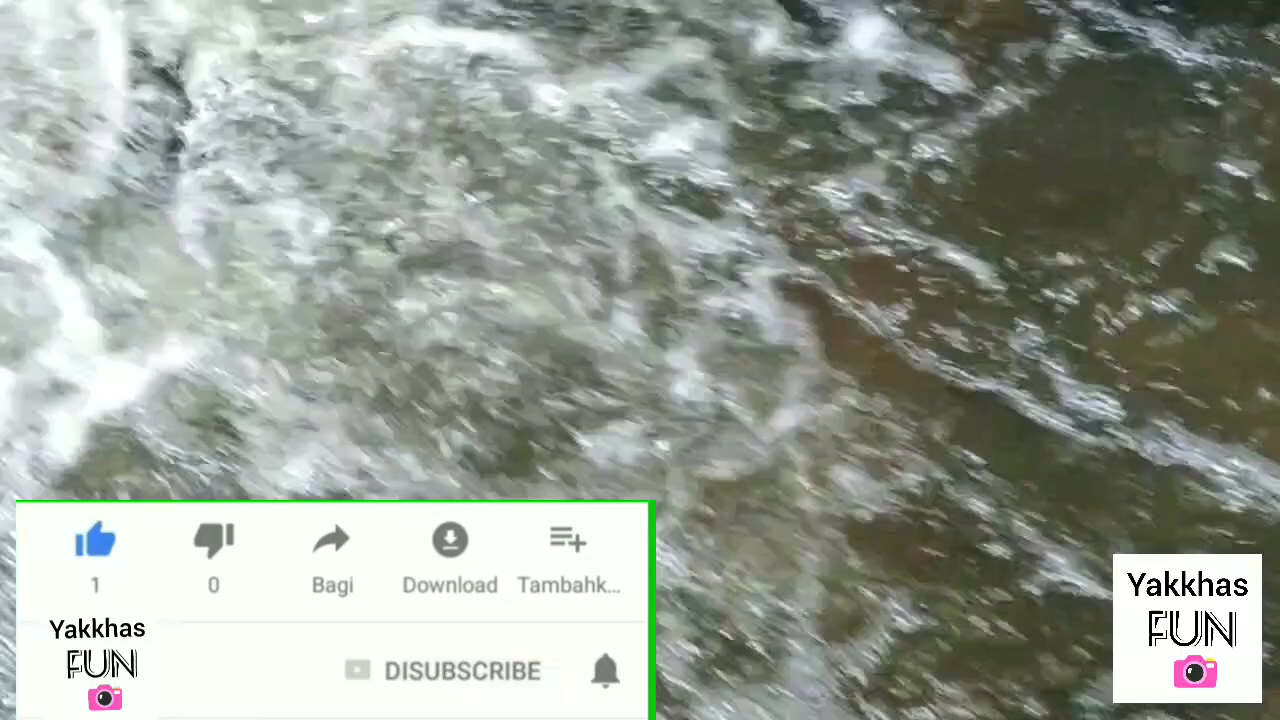 1
0
Bagi
Download
Tambahk...
Yakkhas
FUN
DISUBSCRIBE
Yakkhas
FUN